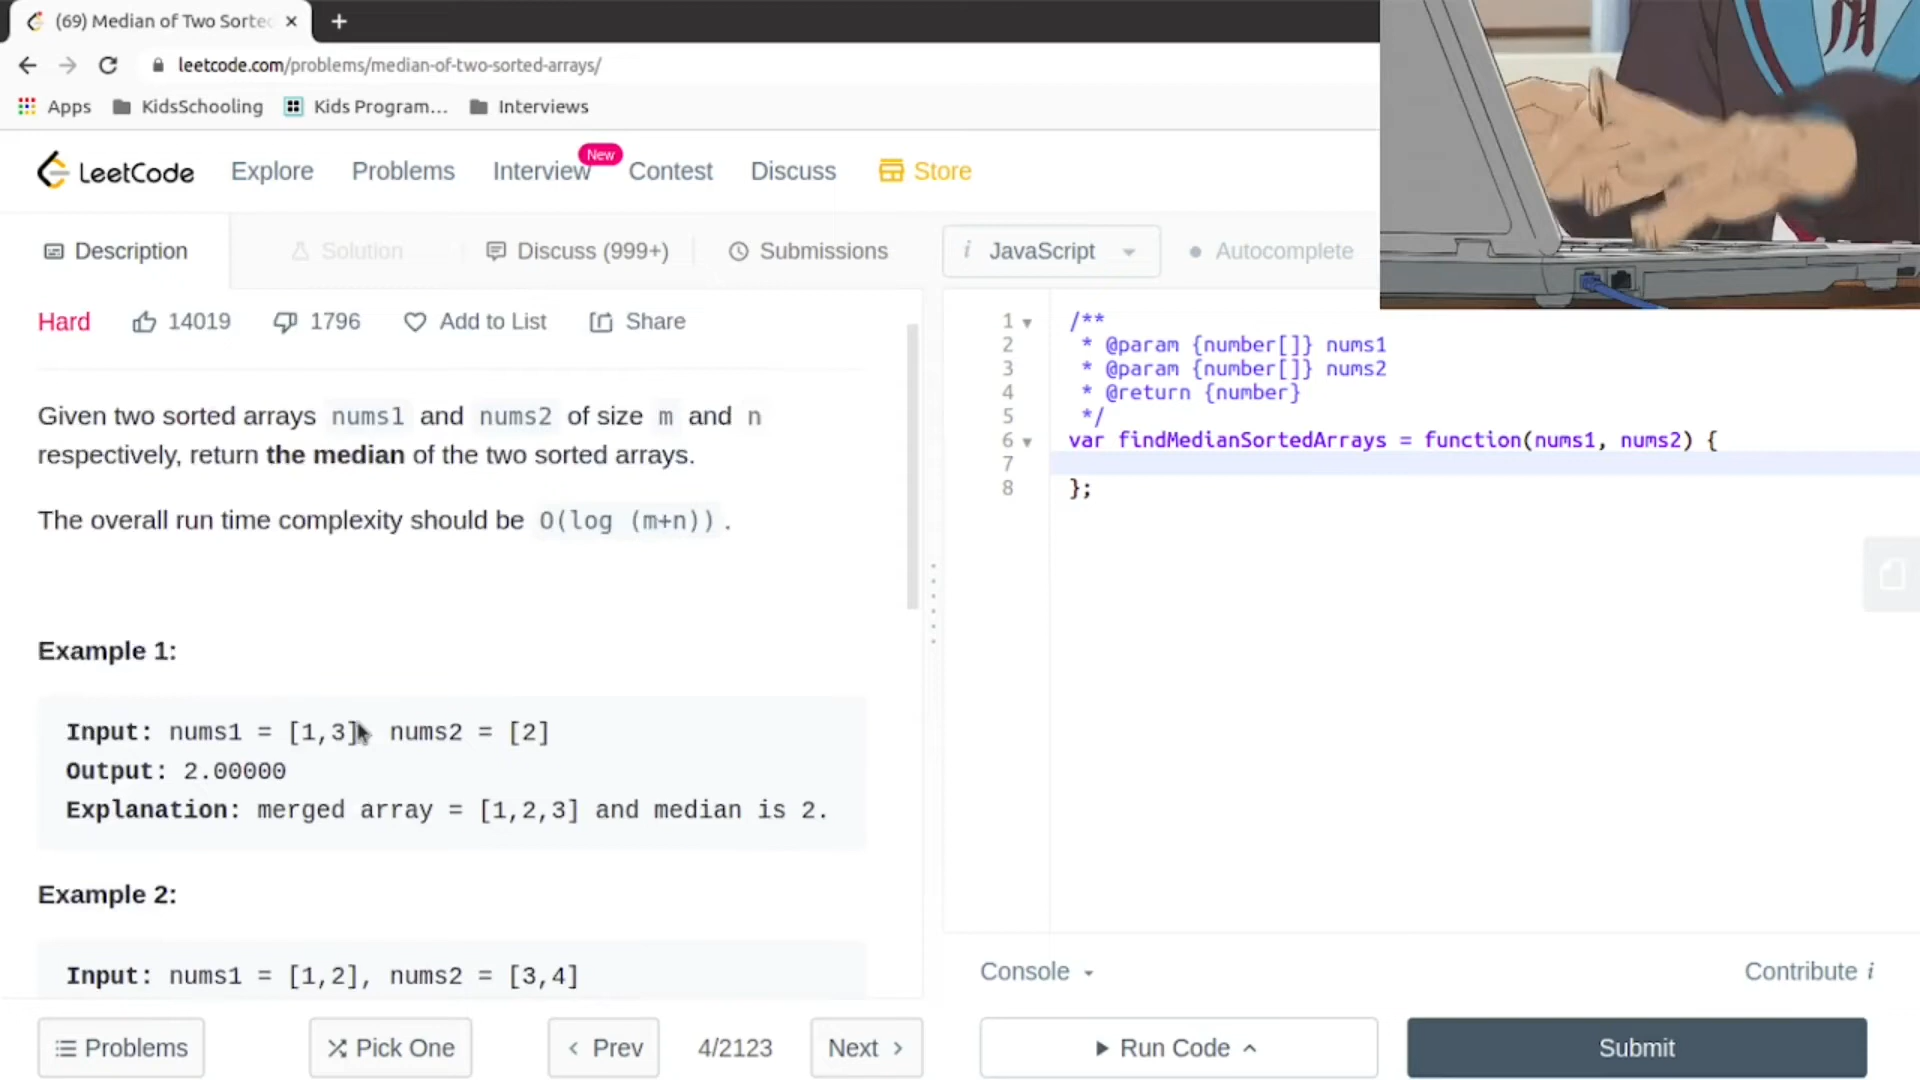 (69) Median of Two Sorte
leetcode.com/problems/median-of-two-sorted-arrays/
Apps KidsSchooling Kids Program... Interviews
LeetCode Explore Problems Interview New Contest Discuss Store
Description Solution Discuss (999+) Submissions
Hard 14019 1796 Add to List Share
Given two sorted arrays nums1 and nums2 of size m and n
respectively, return the median of the two sorted arrays.
The overall run time complexity should be O(log (m+n)).
Example 1:
Input: nums1 = [1,3], nums2 = [2]
Output: 2.00000
Explanation: merged array = [1,2,3] and median is 2.
Example 2:
Input: nums1 = [1,2], nums2 = [3,4]
Problems Pick One Prev 4/2123 Next
i JavaScript Autocomplete
1 /**
2 * @param {number[]} nums1
3 * @param {number[]} nums2
4 * @return {number}
5 */
6 var findMedianSortedArrays = function(nums1, nums2) {
7
8 };
Console Contribute i
Run Code Submit